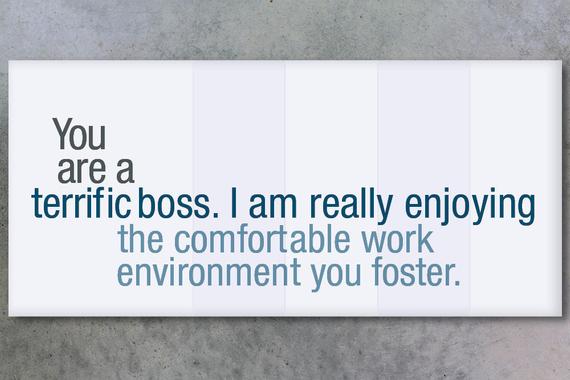 You
are a
terrific boss. I am really enjoying
the comfortable work
environment you foster.